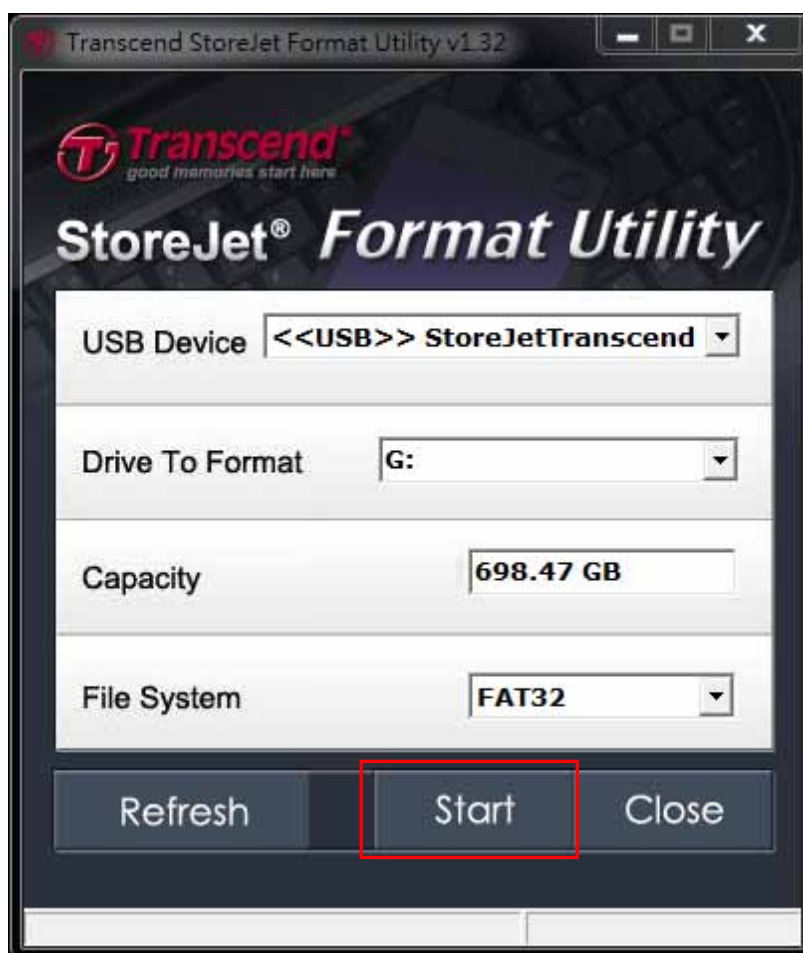 Transcend StoreJet Format Utility v1.32
Transcend®
good memories start here
StoreJet® Format Utility
USB Device <<USB>> StoreJetTranscend
Drive To Format G:
Capacity 698.47 GB
File System FAT32
Refresh Start Close